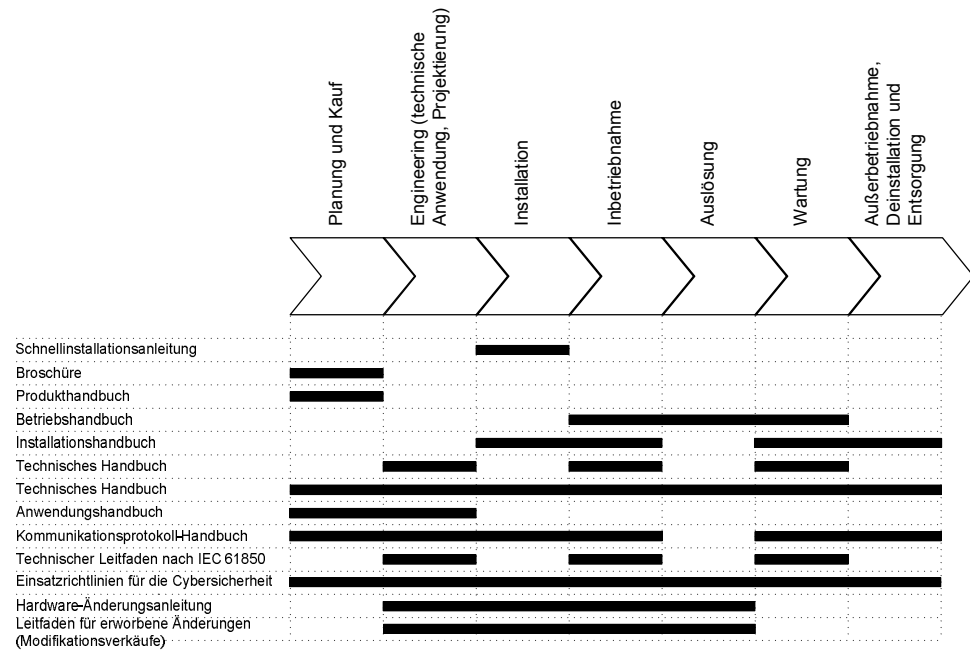 Planung und Kauf
Engineering (technische
Anwendung, Projektierung)
Installation
Inbetriebnahme
Auslösung
Wartung
Außerbetriebnahme,
Deinstallation und
Entsorgung
Schnellinstallationsanleitung
Broschüre
Produkthandbuch
Betriebshandbuch
Installationshandbuch
Technisches Handbuch
Technisches Handbuch
Anwendungshandbuch
Kommunikationsprotokoll-Handbuch
Technischer Leitfaden nach IEC 61850
Einsatzrichtlinien für die Cybersicherheit
Hardware-Änderungsanleitung
Leitfaden für erworbene Änderungen
(Modifikationsverkäufe)